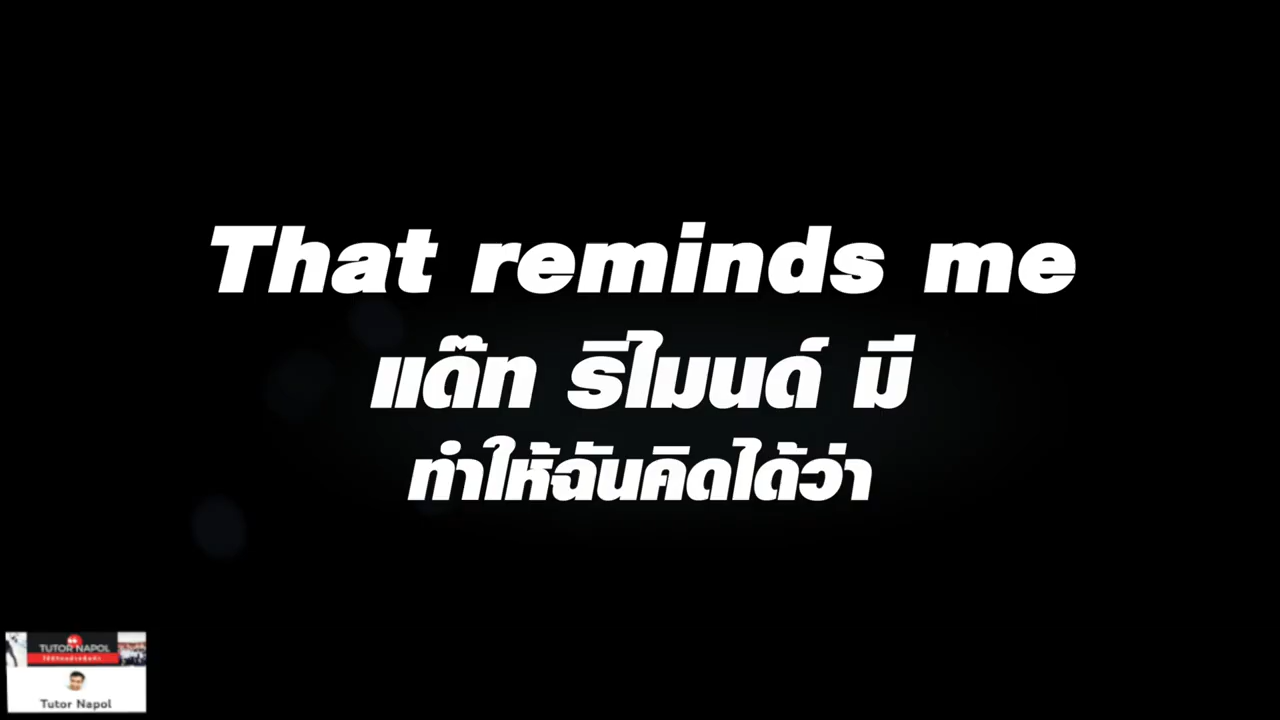 That reminds me
แด๊ท รีไมนด์ มี
ทำให้ฉันคิดได้ว่า
TUTOR NAPOL
Tutor Napol